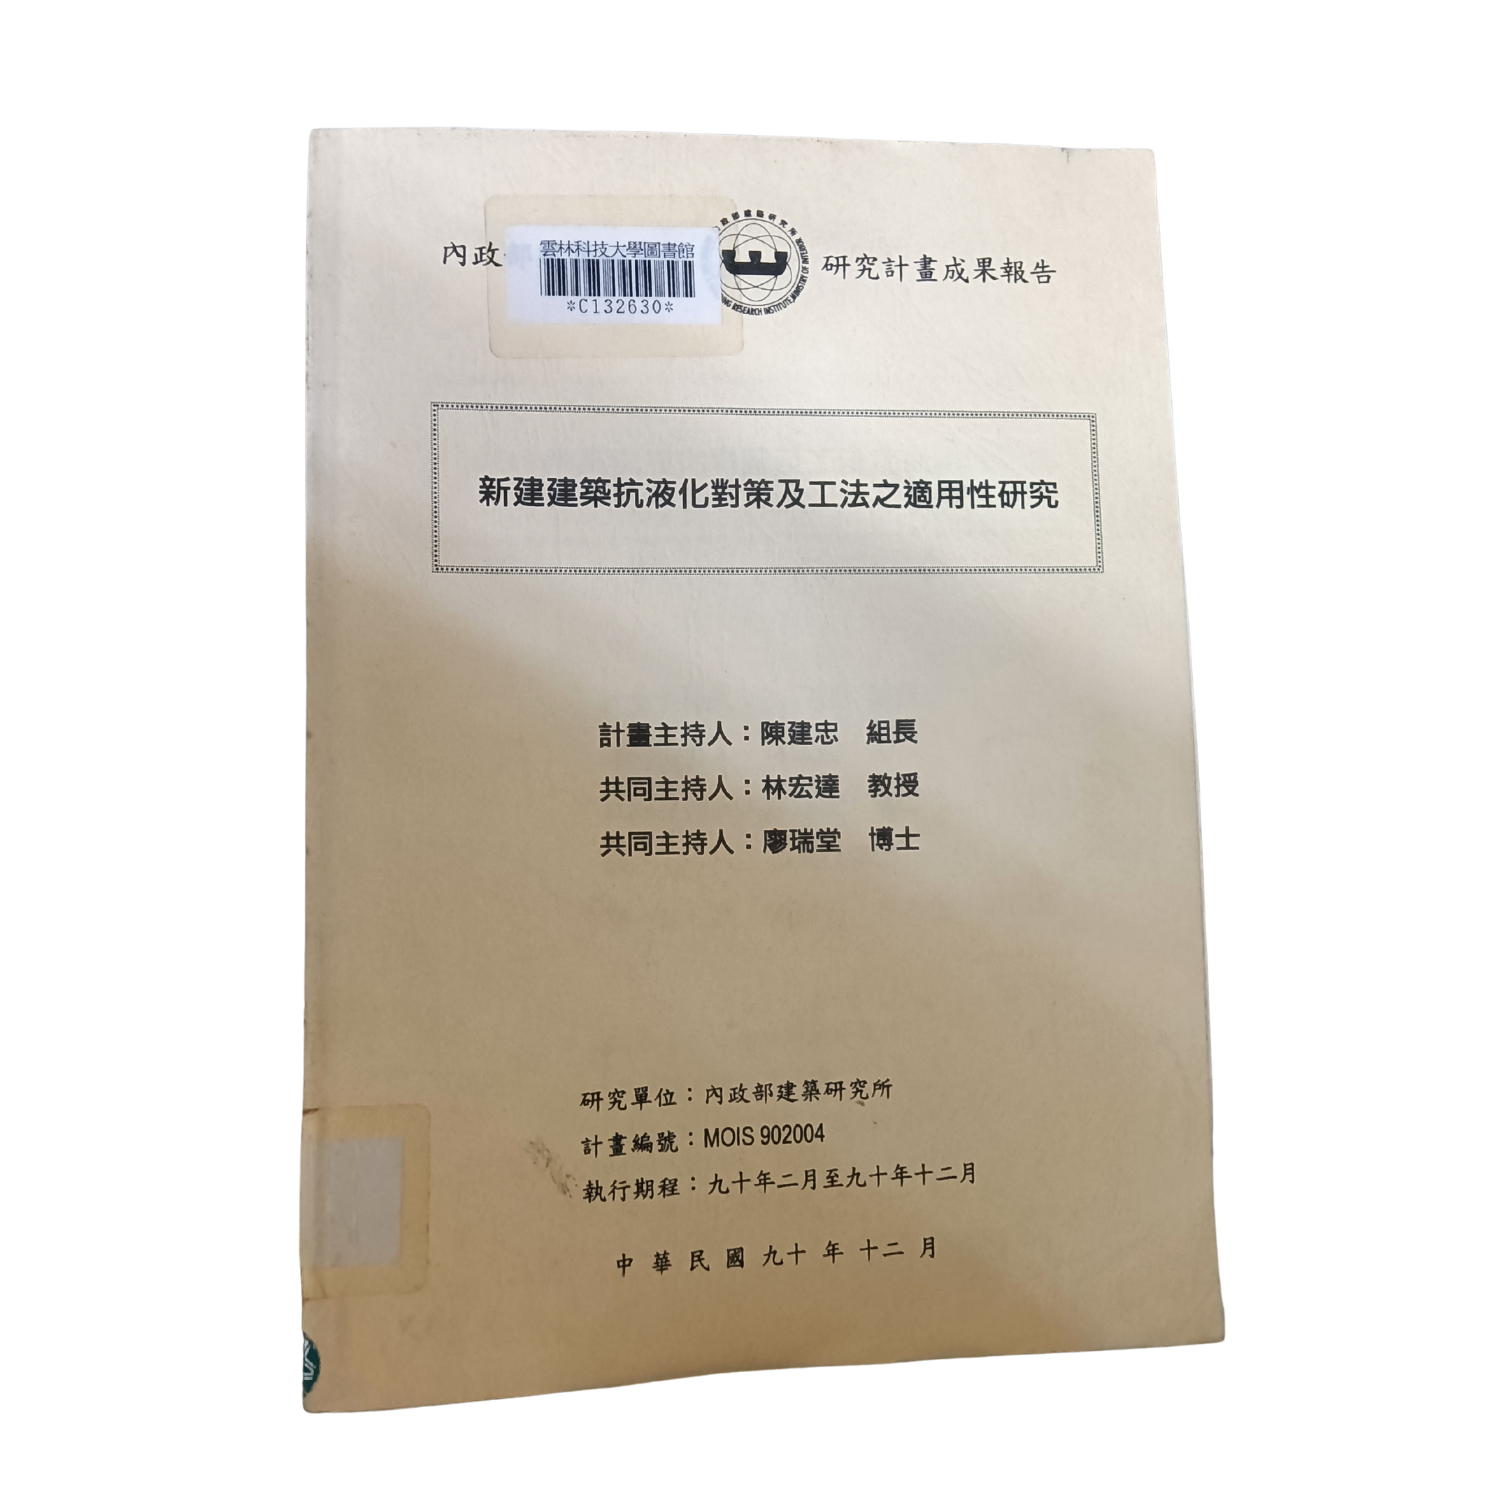 內政
雲林科技大學圖書館
*C132630*
研究計畫成果報告
新建建築抗液化對策及工法之適用性研究
計畫主持人：陳建忠 組長
共同主持人：林宏達 教授
共同主持人：廖瑞堂 博士
研究單位：內政部建築研究所
計畫編號：MOIS 902004
執行期程：九十年二月至九十年十二月
中華民國九十年十二月